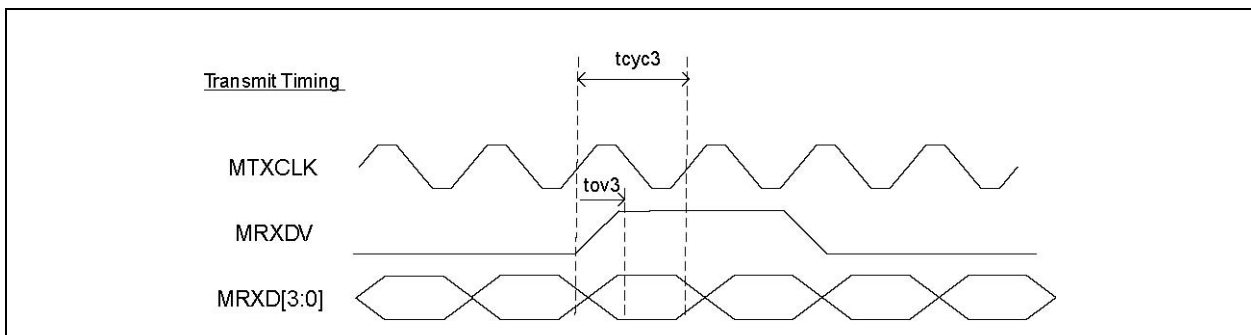 tcyc3
Transmit Timing
MTXCLK
tov3
MRXDV
MRXD[3:0]